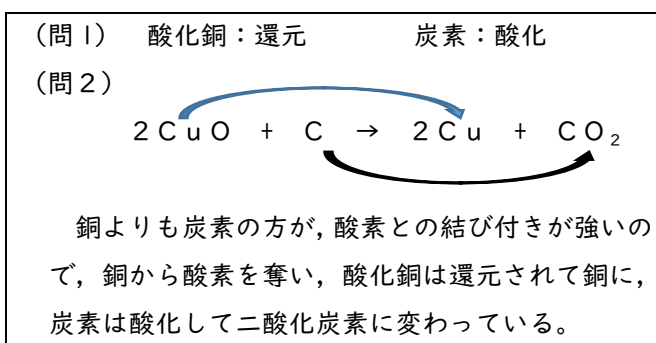 (問1) 酸化銅:還元 炭素:酸化
(問2)
2CuO + C → 2Cu + CO₂
銅よりも炭素の方が,酸素との結び付きが強いの
で,銅から酸素を奪い,酸化銅は還元されて銅に,
炭素は酸化して二酸化炭素に変わっている。